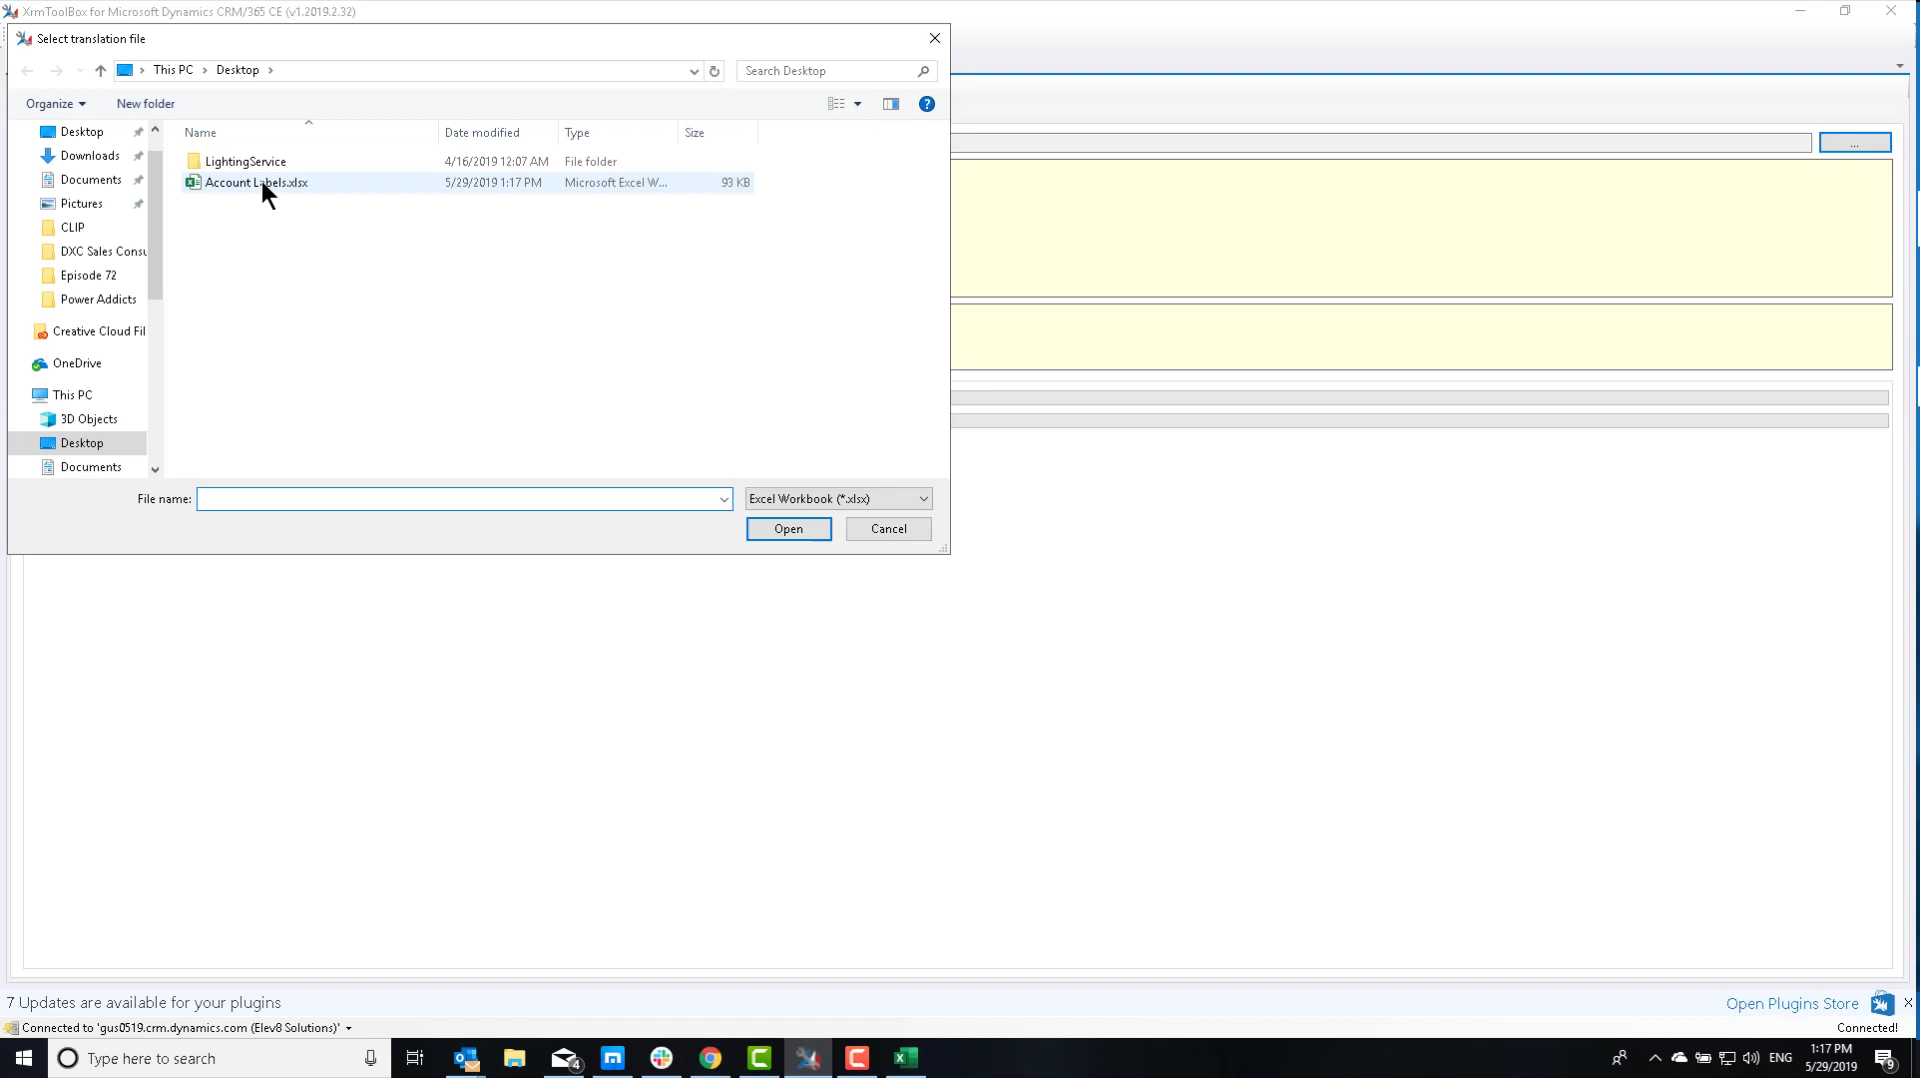 XrmToolBox for Microsoft Dynamics CRM/365 CE (v1.2019.2.32)
Select translation file
This PC > Desktop >
Search Desktop
Organize
New folder
Name
Date modified
Type
Size
Desktop
Downloads
Documents
Pictures
CLIP
DXC Sales Consu
Episode 72
Power Addicts
Creative Cloud Fil
OneDrive
This PC
3D Objects
Desktop
Documents
LightingService 4/16/2019 12:07 AM File folder
Account Labels.xlsx 5/29/2019 1:17 PM Microsoft Excel W... 93 KB
...
File name:
Excel Workbook (*.xlsx)
Open
Cancel
7 Updates are available for your plugins
Open Plugins Store
Connected to 'gus0519.crm.dynamics.com (Elev8 Solutions)'
Connected!
Type here to search
4
ENG
1:17 PM
5/29/2019
9